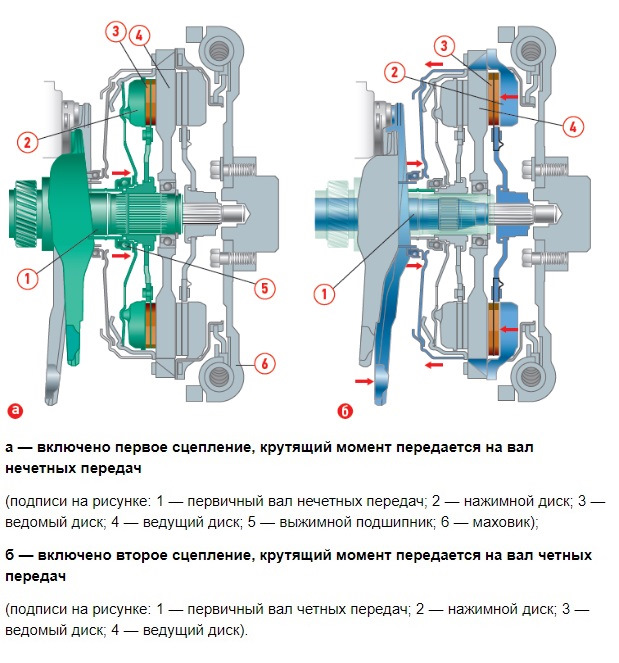 3
4
2
1
5
6
а
3
2
4
1
б
а — включено первое сцепление, крутящий момент передается на вал
нечетных передач
(подписи на рисунке: 1 — первичный вал нечетных передач; 2 — нажимной диск; 3 —
ведомый диск; 4 — ведущий диск; 5 — выжимной подшипник; 6 — маховик);
б — включено второе сцепление, крутящий момент передается на вал четных
передач
(подписи на рисунке: 1 — первичный вал четных передач; 2 — нажимной диск; 3 —
ведомый диск; 4 — ведущий диск).